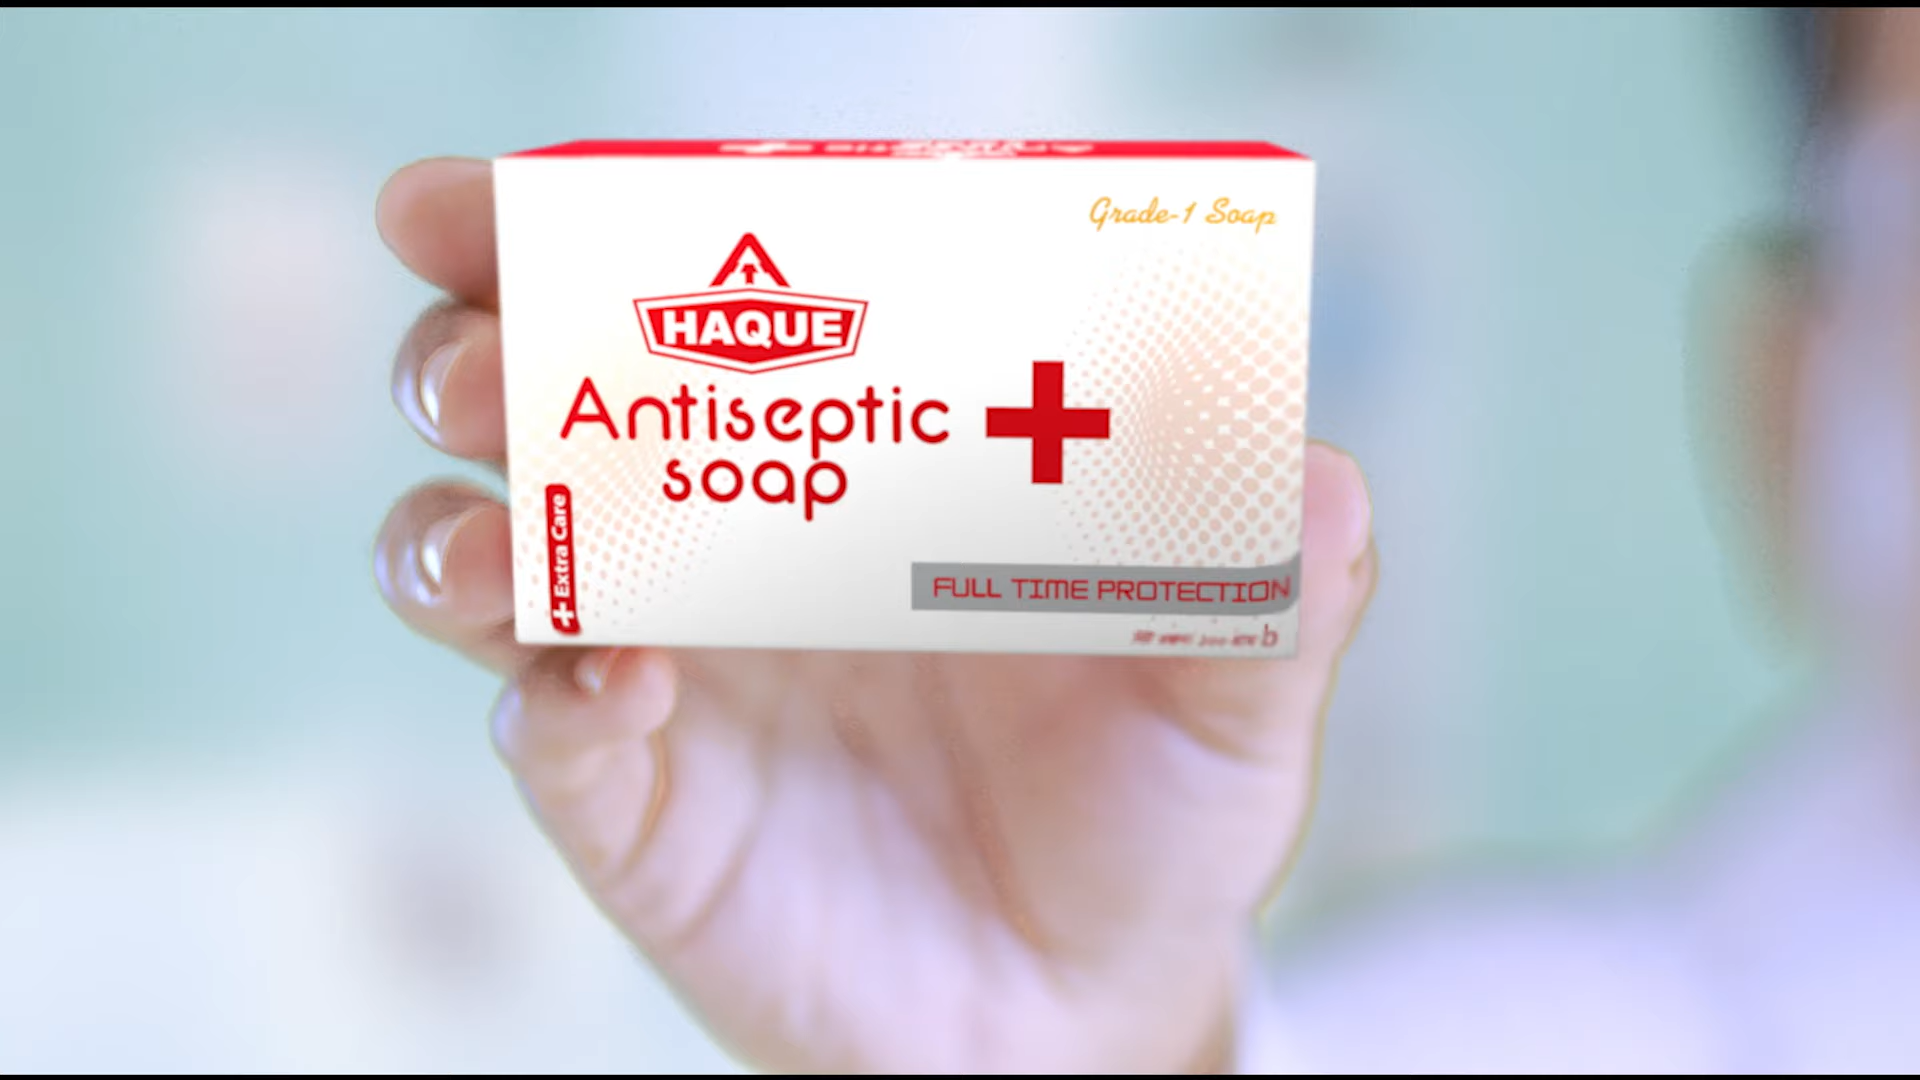 Grade-1 Soap
HAQUE
Antiseptic
soap
Extra Care
FULL TIME PROTECTION